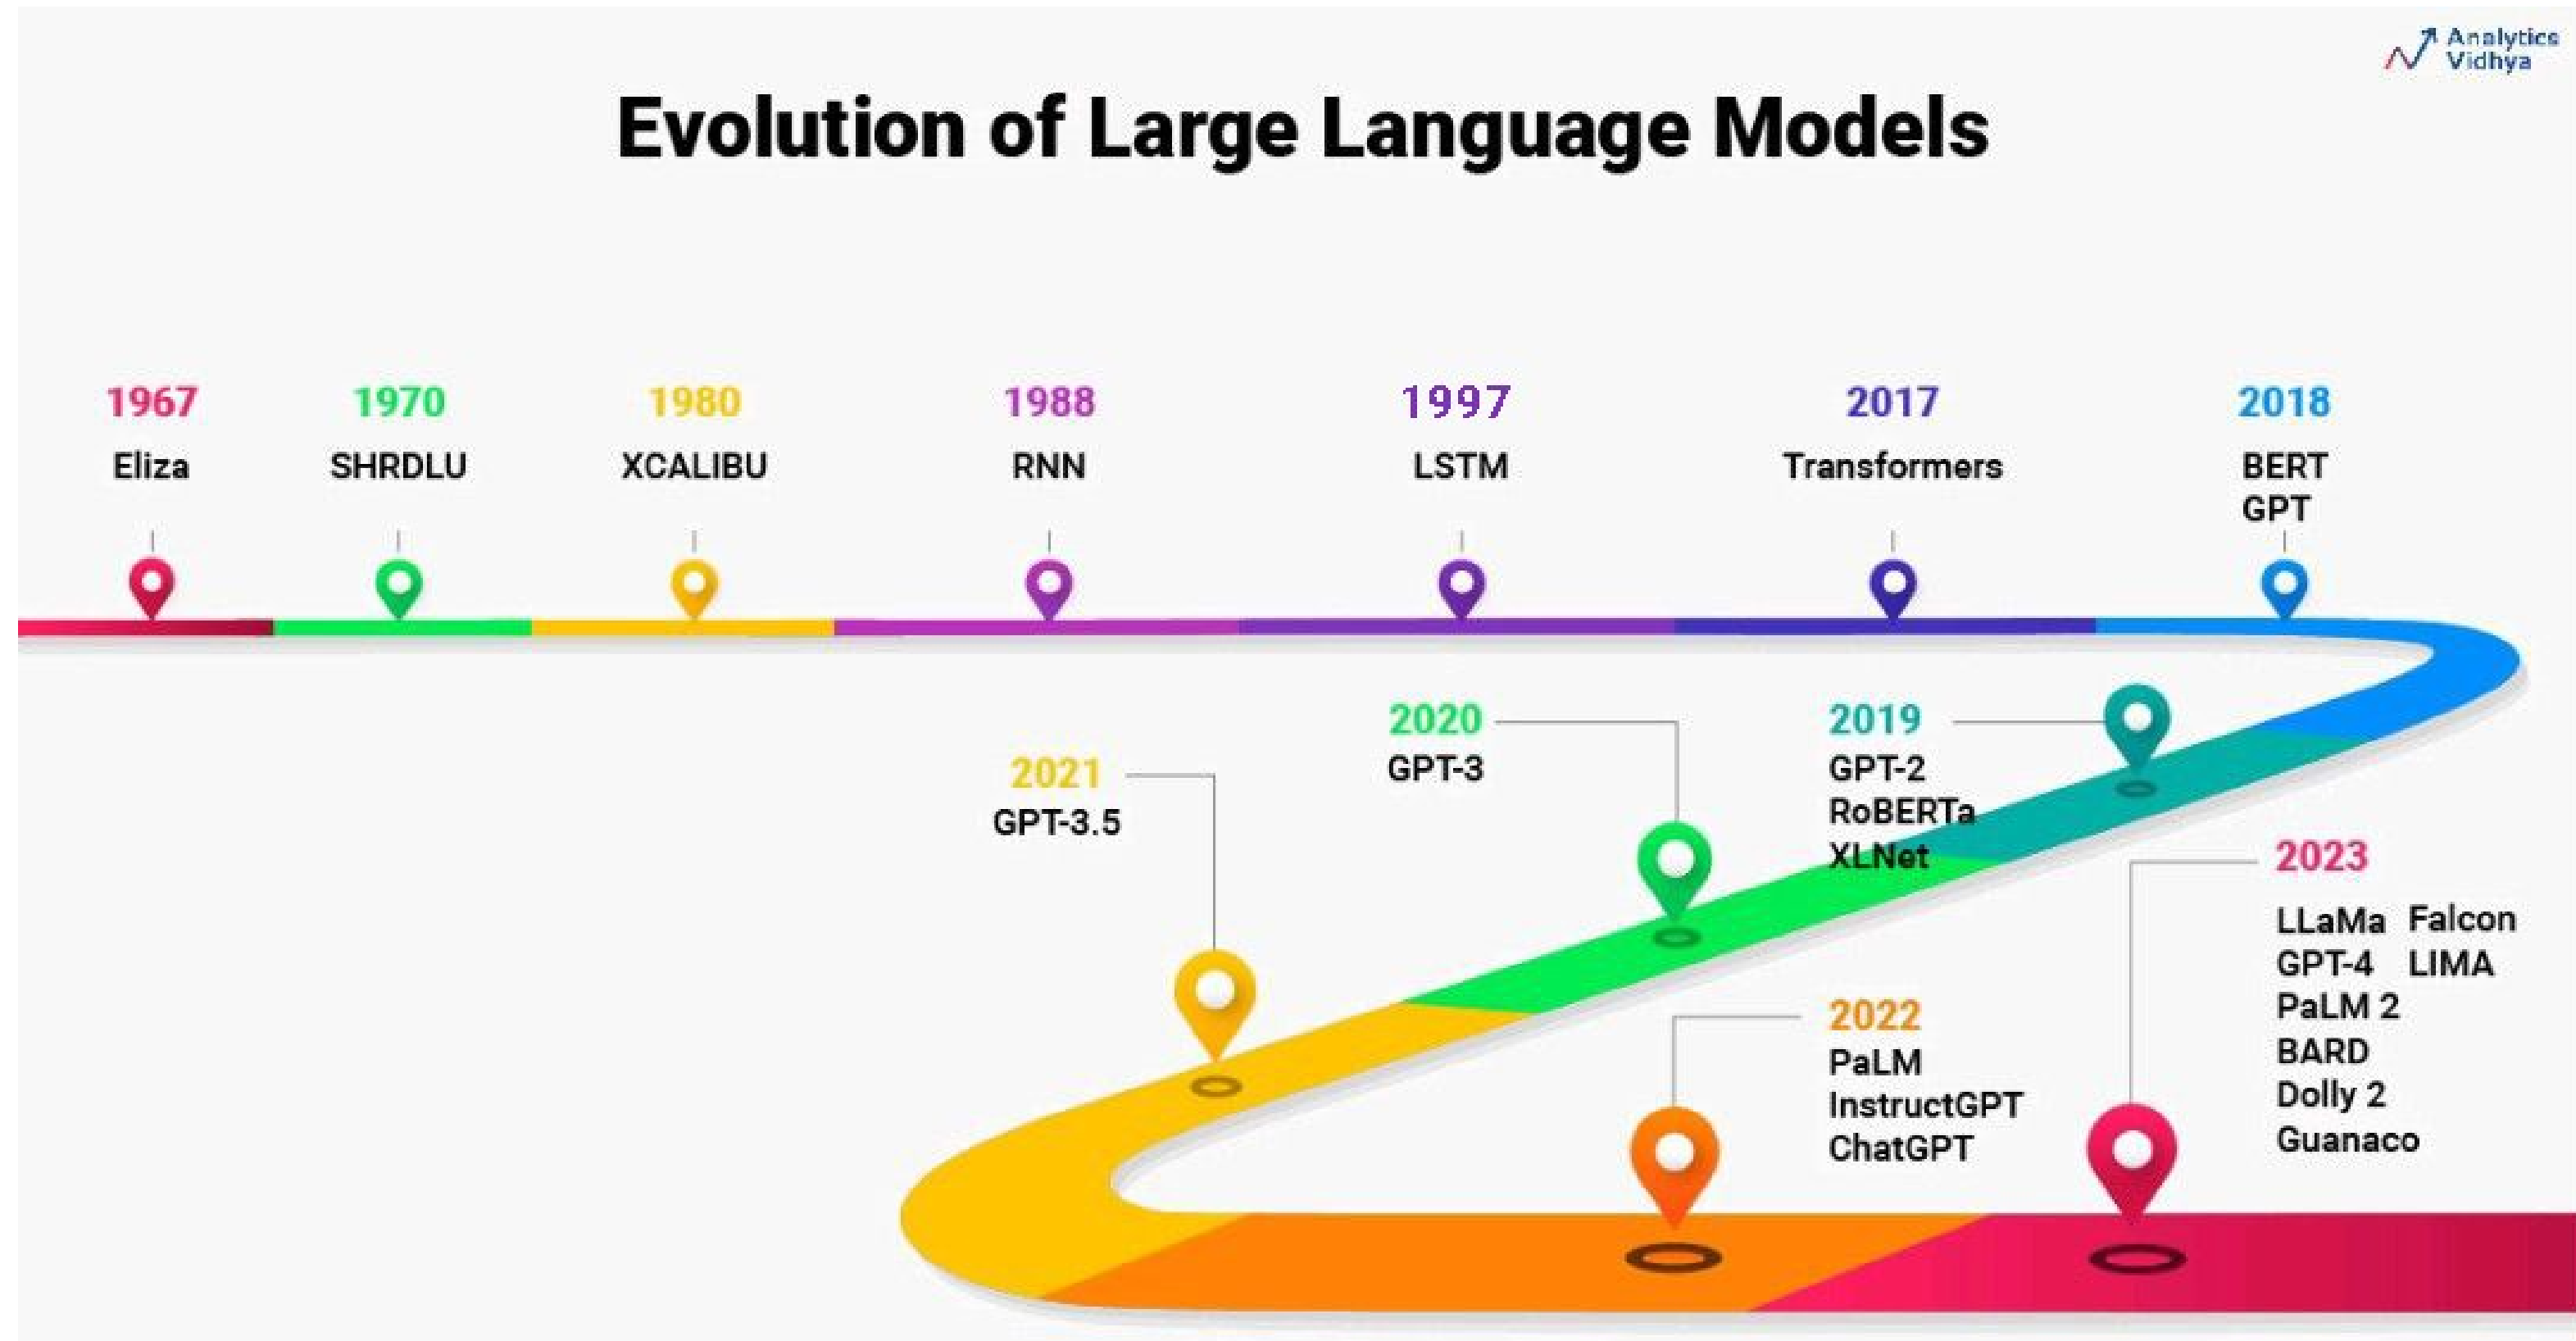 Analytics
Vidhya
Evolution of Large Language Models
1967
Eliza
1970
SHRDLU
1980
XCALIBU
1988
RNN
1997
LSTM
2017
Transformers
2018
BERT
GPT
2019
GPT-2
RoBERTa
XLNet
2020
GPT-3
2021
GPT-3.5
2022
PaLM
InstructGPT
ChatGPT
2023
LLaMa Falcon
GPT-4 LIMA
PaLM 2
BARD
Dolly 2
Guanaco